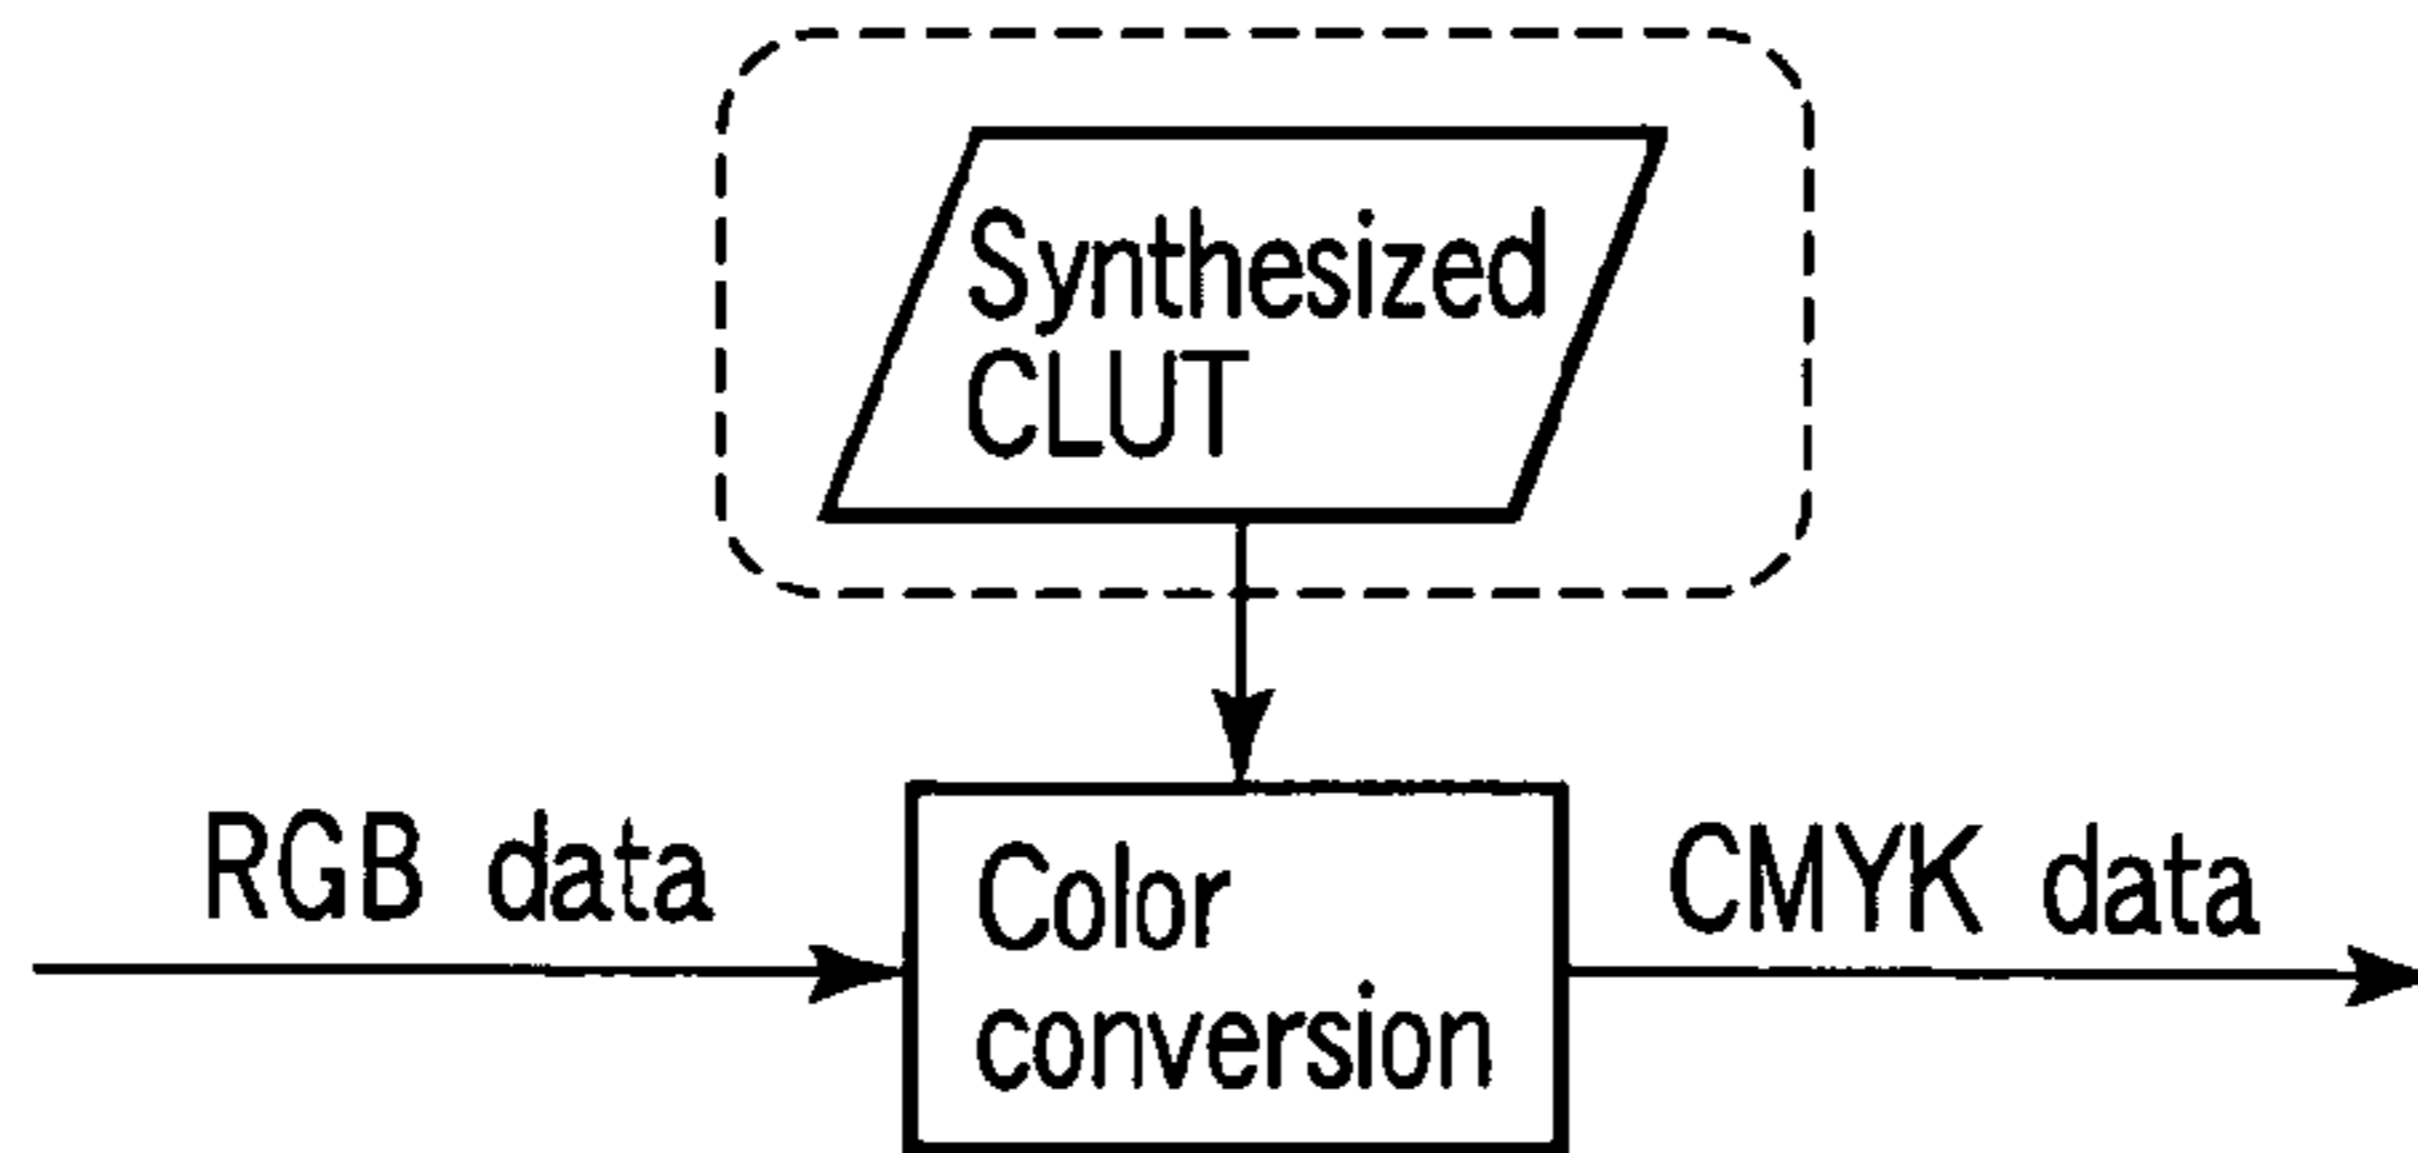 Synthesized
CLUT
RGB data
Color
conversion
CMYK data